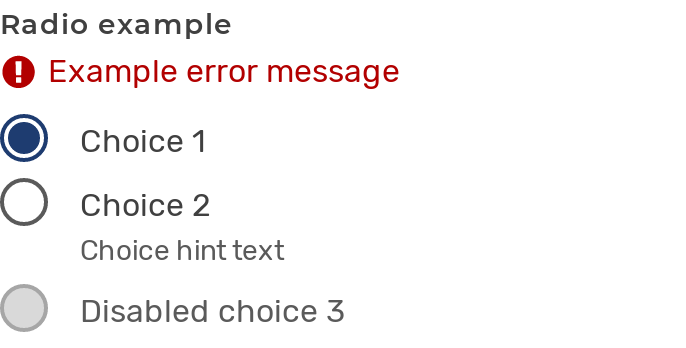 Radio example
Example error message
Choice 1
Choice 2
Choice hint text
Disabled choice 3